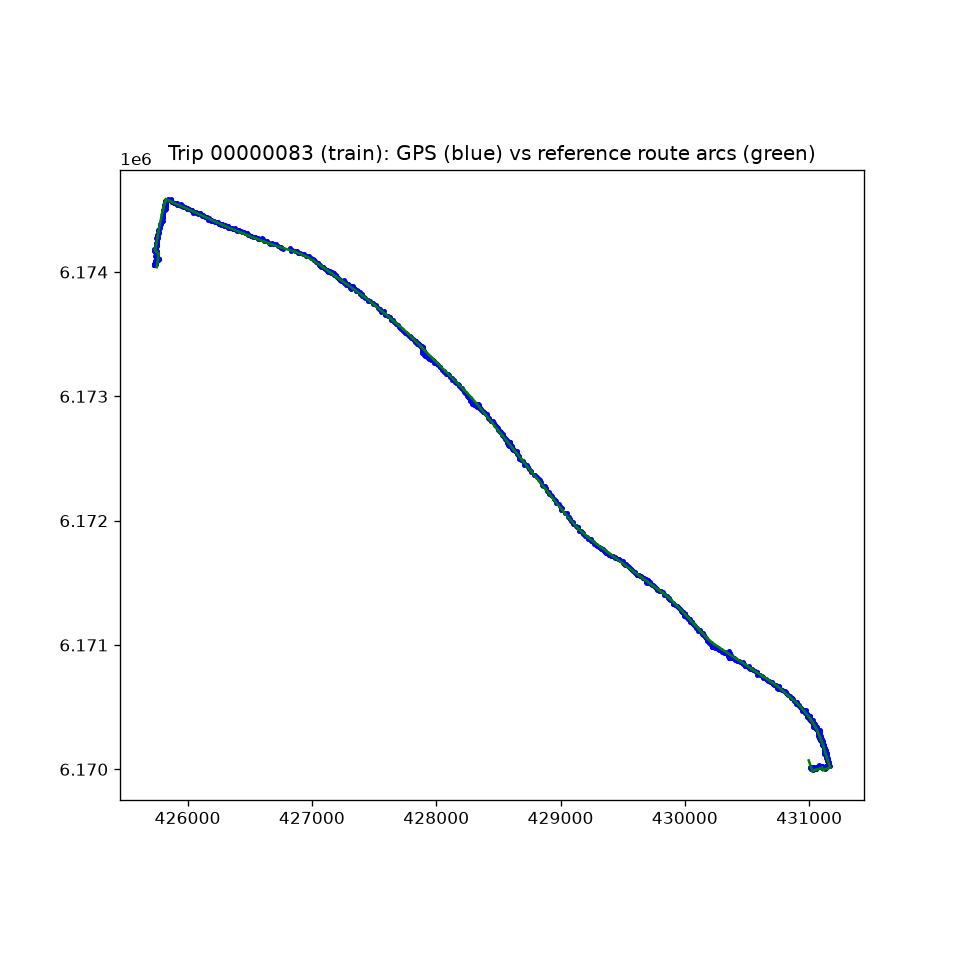 Trip 00000083 (train): GPS (blue) vs reference route arcs (green)
1e6
6.174
6.173
6.172
6.171
6.170
426000 427000 428000 429000 430000 431000